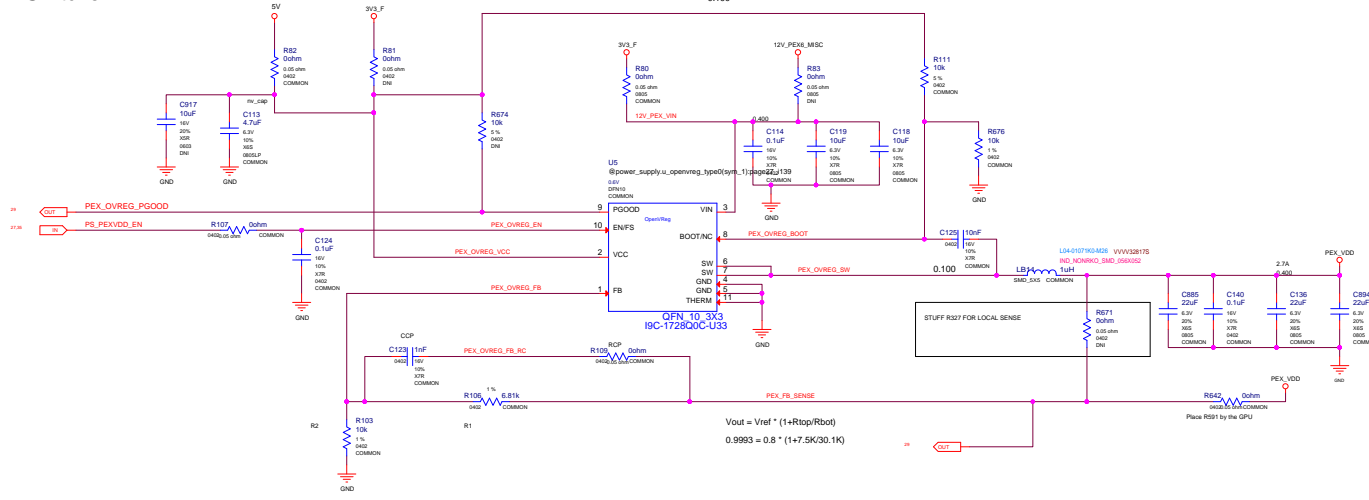 5V
3V3_F
R82
0ohm
0.05 ohm
0402
COMMON
R81
0ohm
0.05 ohm
0402
DNI
3V3_F
R80
0ohm
0.05 ohm
0805
COMMON
12V_PEX6_MISC
R83
0ohm
0.05 ohm
0805
DNI
R111
10k
5 %
0402
COMMON
C917
10uF
16V
20%
X5R
0603
DNI
nv_cap
C113
4.7uF
6.3V
10%
X6S
0805LP
COMMON
R674
10k
5 %
0402
DNI
12V_PEX_VIN
0.400
C114
0.1uF
16V
10%
X7R
0402
COMMON
C119
10uF
6.3V
10%
X7R
0805
COMMON
C118
10uF
6.3V
10%
X7R
0805
COMMON
R676
10k
1 %
0402
COMMON
GND
GND
GND
GND
U5
@power_supply.u_openvreg_type0(sym_1):page27_i139
0.6V
DFN10
COMMON
OpenVReg
29
OUT
PEX_OVREG_PGOOD
9
PGOOD
VIN
3
27,35
IN
PS_PEXVDD_EN
R107
0ohm
0402
0.05 ohm
COMMON
PEX_OVREG_EN
10
EN/FS
BOOT/NC
8
PEX_OVREG_BOOT
C125
10nF
0402
16V
10%
X7R
COMMON
C124
0.1uF
16V
10%
X7R
0402
COMMON
GND
PEX_OVREG_VCC
2
VCC
SW
6
SW
7
PEX_OVREG_SW
0.100
GND
4
GND
5
THERM
11
PEX_OVREG_FB
1
FB
QFN_10_3X3
I9C-1728Q0C-U33
GND
L04-01071K0-M26
VVVV32817S
IND_NONRKO_SMD_056X052
LB11
1uH
SMD_5X5
COMMON
2.7A
0.400
PEX_VDD
C885
22uF
6.3V
20%
X6S
0805
COMMON
C140
0.1uF
16V
10%
X7R
0402
COMMON
C136
22uF
6.3V
20%
X6S
0805
COMMON
C894
22uF
6.3V
20%
X6S
0805
GND
STUFF R327 FOR LOCAL SENSE
R671
0ohm
0.05 ohm
0402
DNI
CCP
C123
1nF
0402
16V
10%
X7R
COMMON
PEX_OVREG_FB_RC
RCP
R109
0ohm
0402
0.05 ohm
COMMON
R106
1 %
6.81k
0402
COMMON
R1
PEX_FB_SENSE
R2
R103
10k
1 %
0402
COMMON
GND
Vout = Vref * (1+Rtop/Rbot)
0.9993 = 0.8 * (1+7.5K/30.1K)
29
OUT
PEX_VDD
R642
0ohm
0402
0.05 ohm
COMMON
Place R591 by the GPU